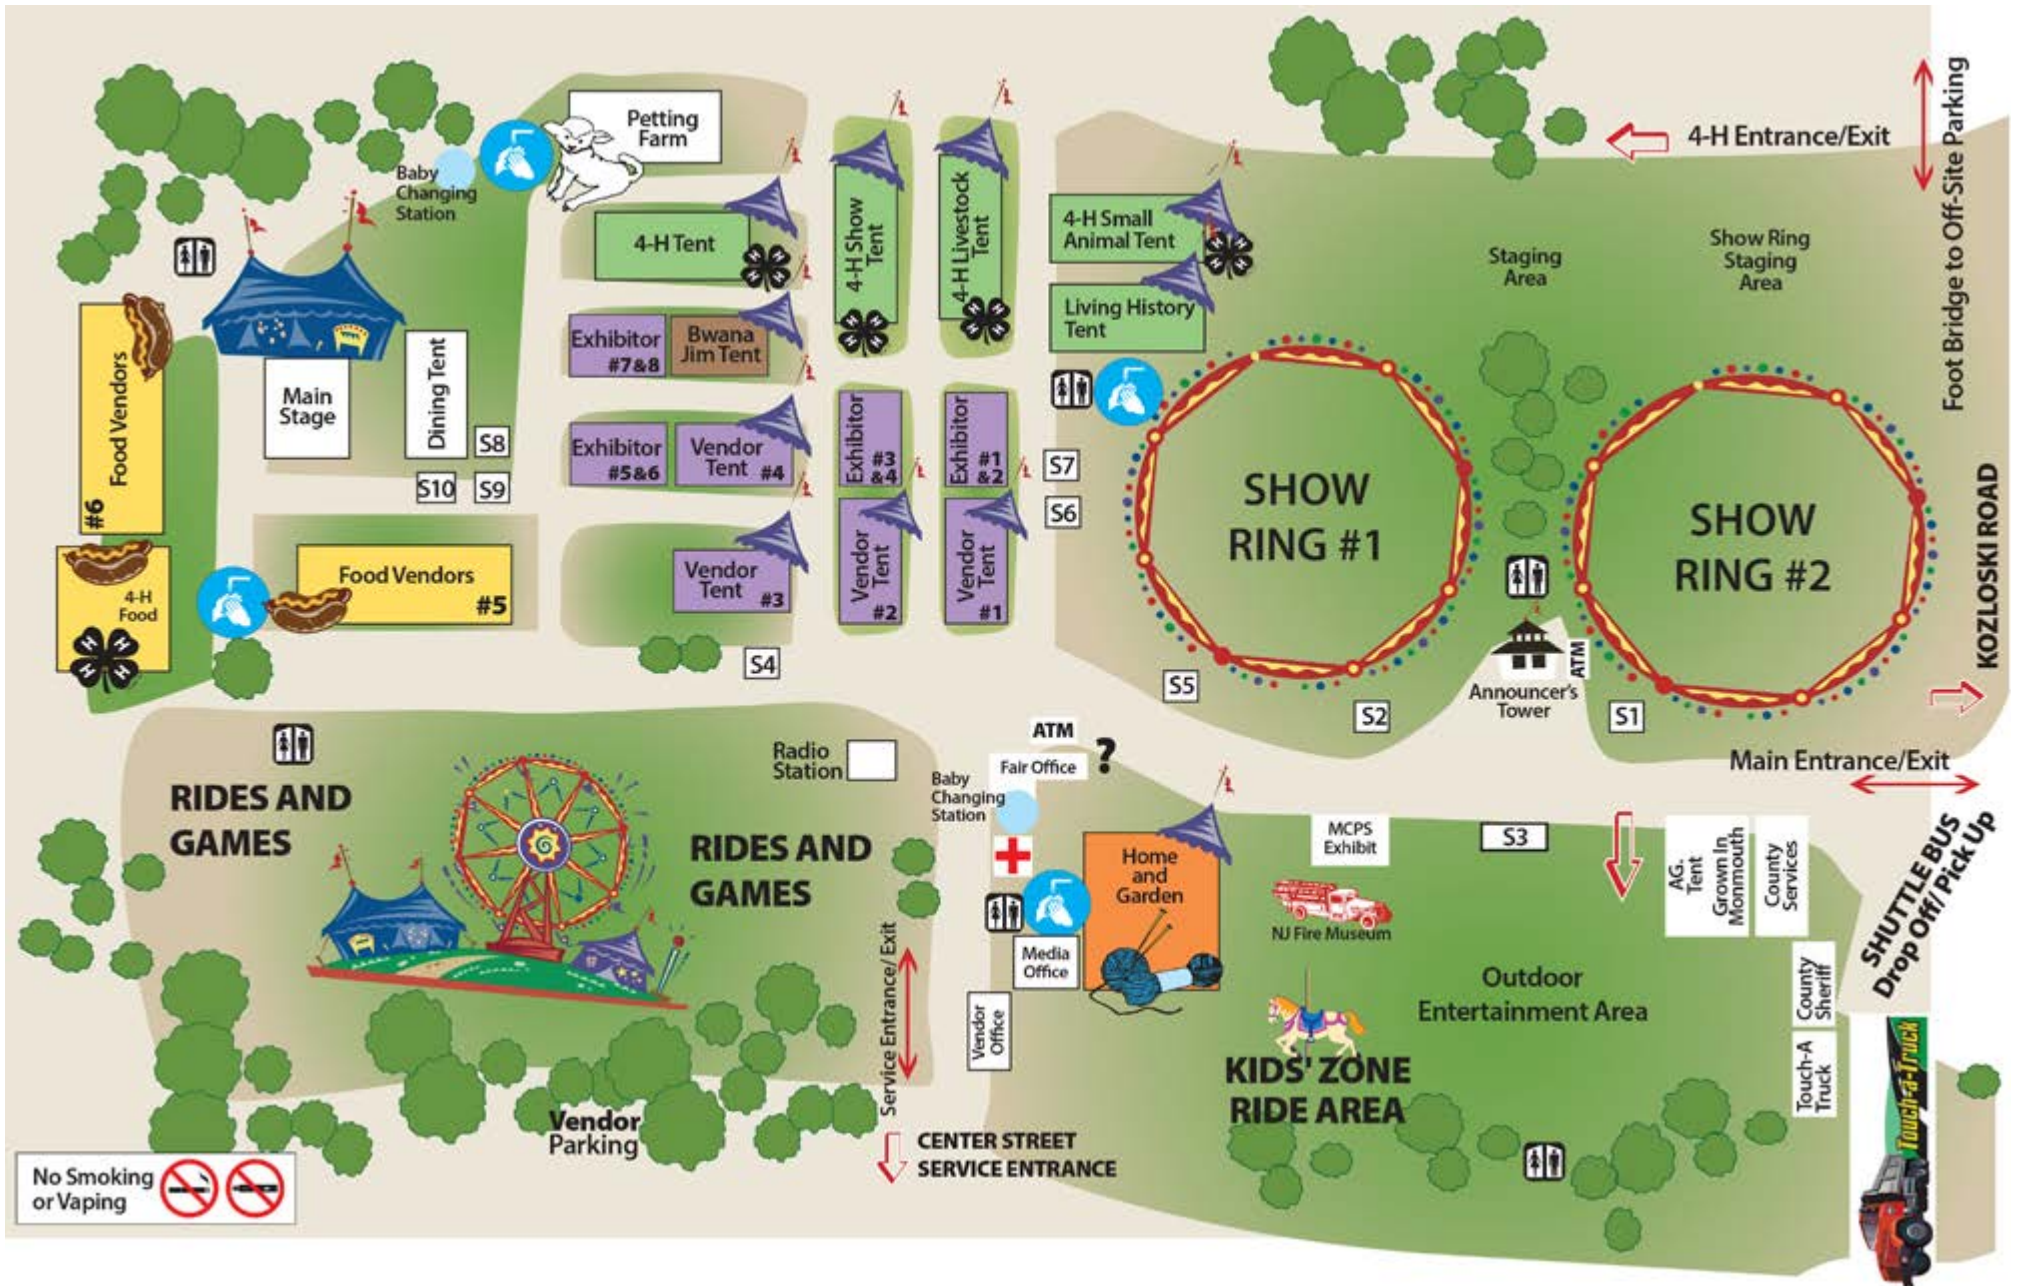 Petting
Farm
Baby
Changing
Station
4-H Tent
4-H Show
Tent
4-H Livestock
Tent
4-H Small
Animal Tent
Living History
Tent
Staging
Area
Show Ring
Staging
Area
4-H Entrance/Exit
Foot Bridge to Off-Site Parking
KOZLOSKI ROAD
Food Vendors
#6
Main
Stage
Dining Tent
S8
S9
S10
Exhibitor
#7&8
Bwana
Jim Tent
Exhibitor
#5&6
Vendor
Tent #4
Exhibitor
#3
&4
Exhibitor
#1
&2
S7
S6
SHOW
RING #1
SHOW
RING #2
4-H
Food
H
H
H
H
Food Vendors
#5
Vendor
Tent #3
Vendor
Tent
#2
Vendor
Tent
#1
S4
S5
S2
S1
ATM
Announcer's
Tower
Main Entrance/Exit
RIDES AND
GAMES
RIDES AND
GAMES
Radio
Station
ATM
Fair Office
?
Baby
Changing
Station
Home
and
Garden
Media
Office
Vendor
Office
MCPS
Exhibit
S3
NJ Fire Museum
AG.
Tent
Grown In
Monmouth
County
Services
SHUTTLE BUS
Drop Off/Pick Up
County
Sheriff
Touch-A
Truck
Touch-a-Truck
Outdoor
Entertainment Area
KIDS' ZONE
RIDE AREA
Service Entrance/ Exit
Vendor
Parking
CENTER STREET
SERVICE ENTRANCE
No Smoking
or Vaping